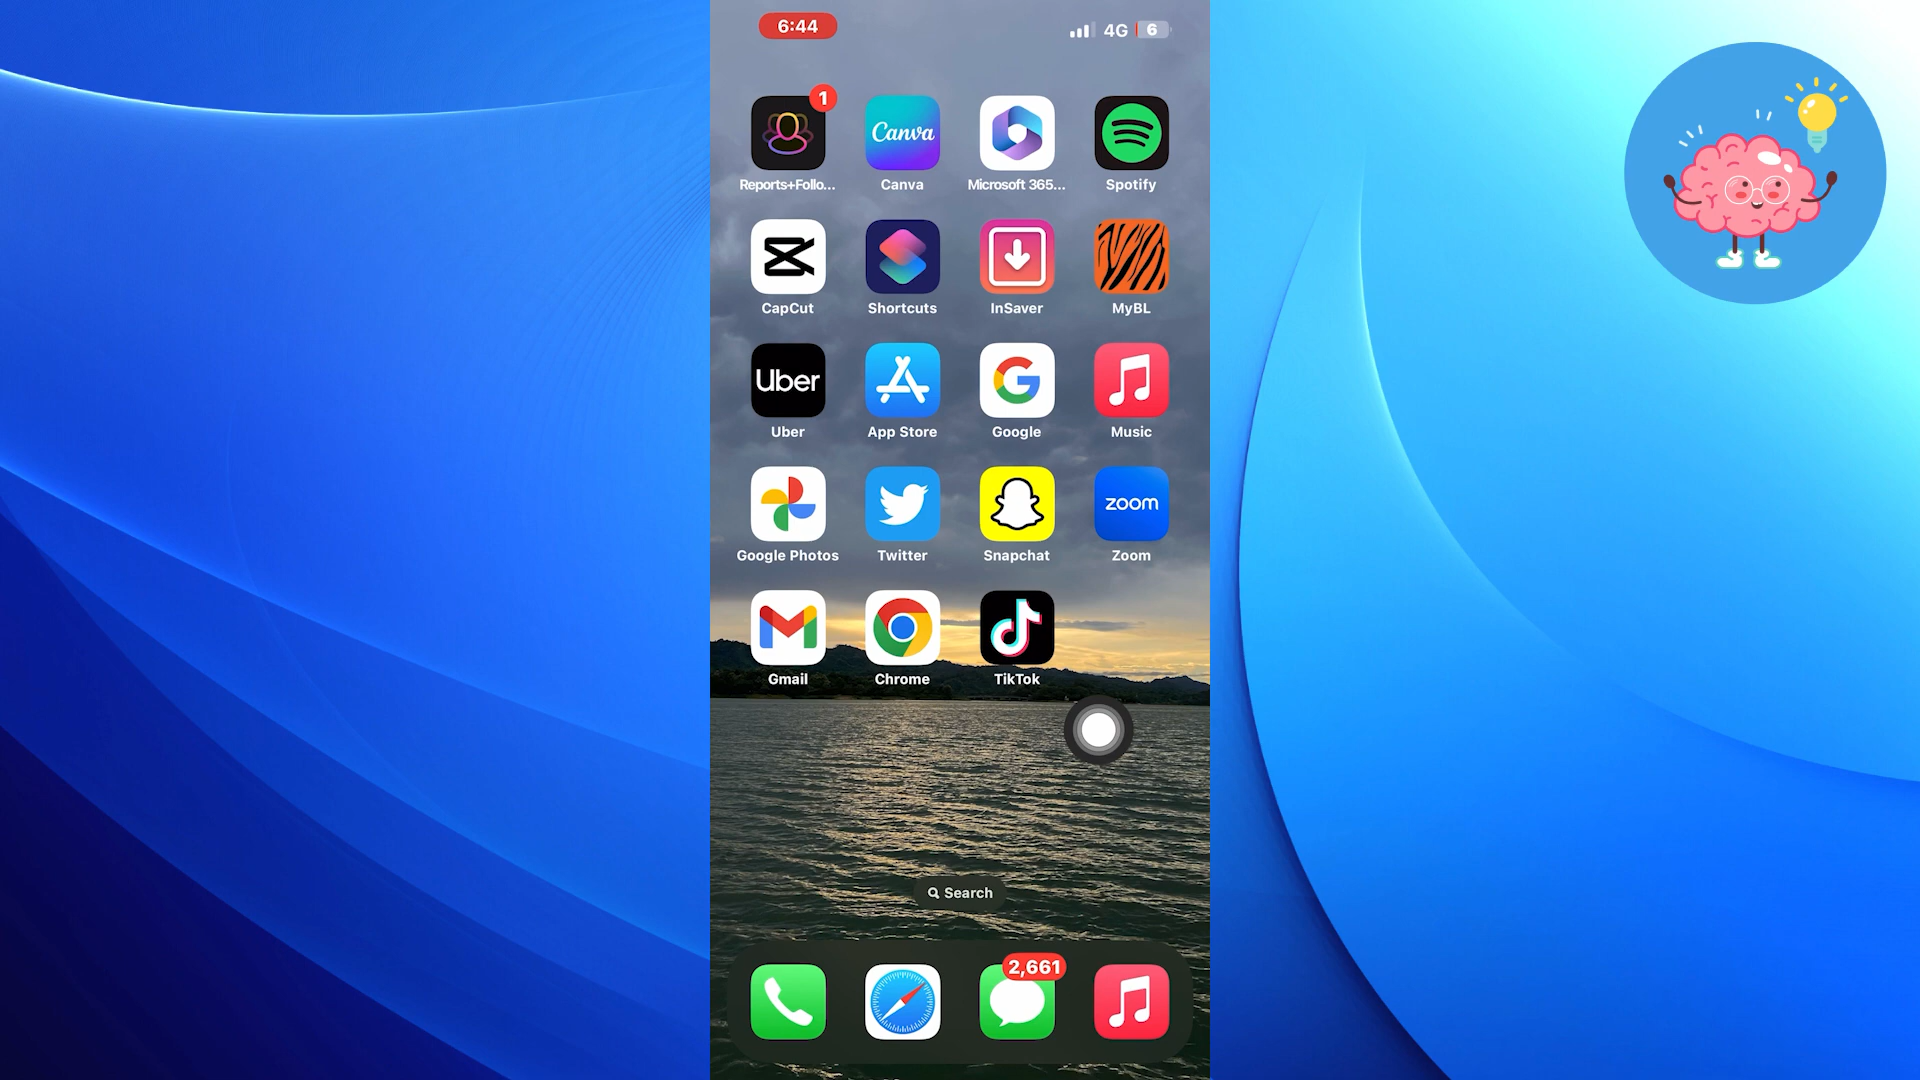 6:44 4G 6
1
Canva
Reports+Follo... Canva Microsoft 365... Spotify
CapCut Shortcuts InSaver MyBL
Uber
Uber App Store Google Music
zoom
Google Photos Twitter Snapchat Zoom
Gmail Chrome TikTok
Search
2,661